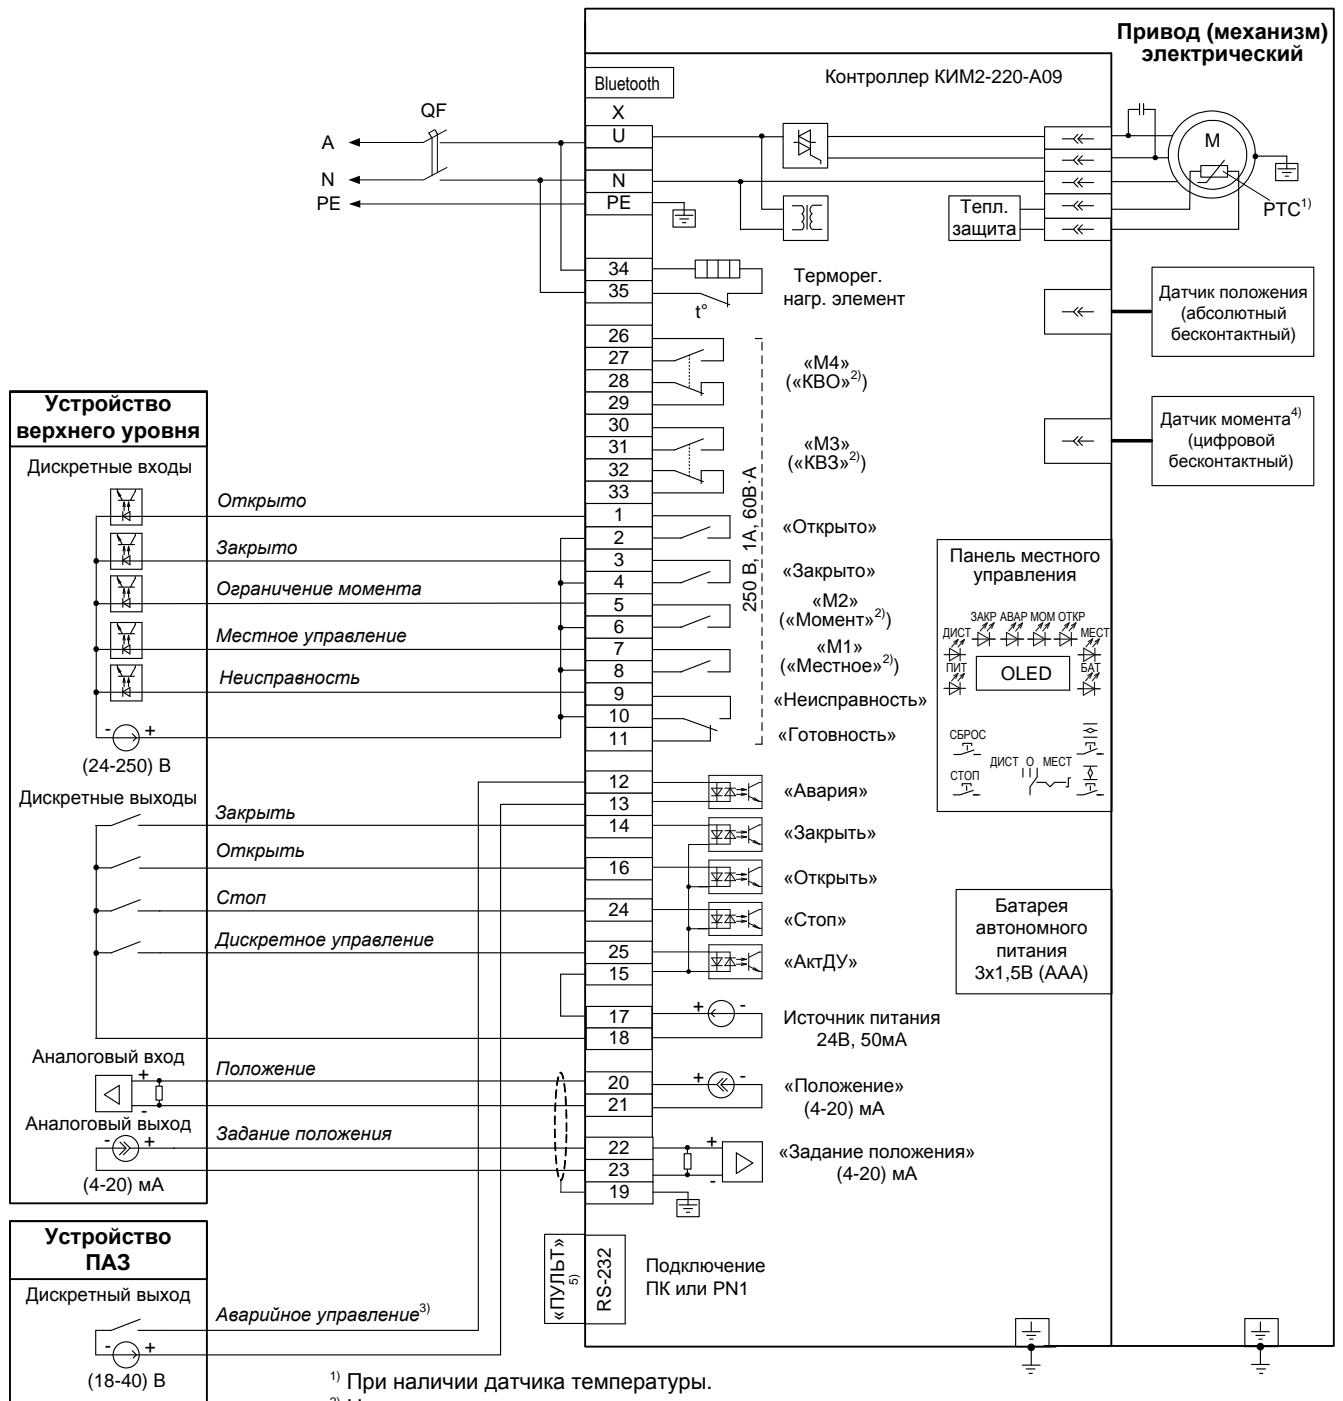 Привод (механизм)
электрический
Контроллер КИМ2-220-А09
Bluetooth
QF
A
N
PE
X
U
N
PE
M
PTC1)
Тепл.
защита
34
35
t°
Терморег.
нагр. элемент
Датчик положения
(абсолютный
бесконтактный)
Датчик момента4)
(цифровой
бесконтактный)
26
27
28
29
30
31
32
33
1
2
3
4
5
6
7
8
9
10
11
«М4»
(«КВО»2))
«М3»
(«КВЗ»2))
250 В, 1А, 60В·А
«Открыто»
«Закрыто»
«М2»
(«Момент»2))
«М1»
(«Местное»2))
«Неисправность»
«Готовность»
Устройство
верхнего уровня
Дискретные входы
Открыто
Закрыто
Ограничение момента
Местное управление
Неисправность
- +
(24-250) В
Дискретные выходы
Закрыть
Открыть
Стоп
Дискретное управление
12
13
14
16
24
25
15
17
18
20
21
22
23
19
«Авария»
«Закрыть»
«Открыть»
«Стоп»
«АктДУ»
+ -
Источник питания
24В, 50мА
+ -
«Положение»
(4-20) мА
+
-
«Задание положения»
(4-20) мА
Аналоговый вход
+
-
Положение
Аналоговый выход
- +
Задание положения
(4-20) мА
Панель местного
управления
ЗАКР АВАР МОМ ОТКР
ДИСТ МЕСТ
ПИТ OLED БАТ
СБРОС
ДИСТ О МЕСТ
СТОП
Батарея
автономного
питания
3x1,5В (ААА)
Устройство
ПАЗ
Дискретный выход
Аварийное управление3)
- +
(18-40) В
«ПУЛЬТ»
5)
RS-232
Подключение
ПК или PN1
1) При наличии датчика температуры.